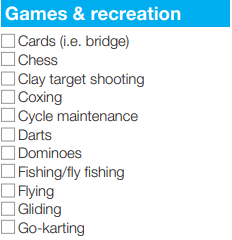 Games & recreation
Cards (i.e. bridge)
Chess
Clay target shooting
Coxing
Cycle maintenance
Darts
Dominoes
Fishing/fly fishing
Flying
Gliding
Go-karting